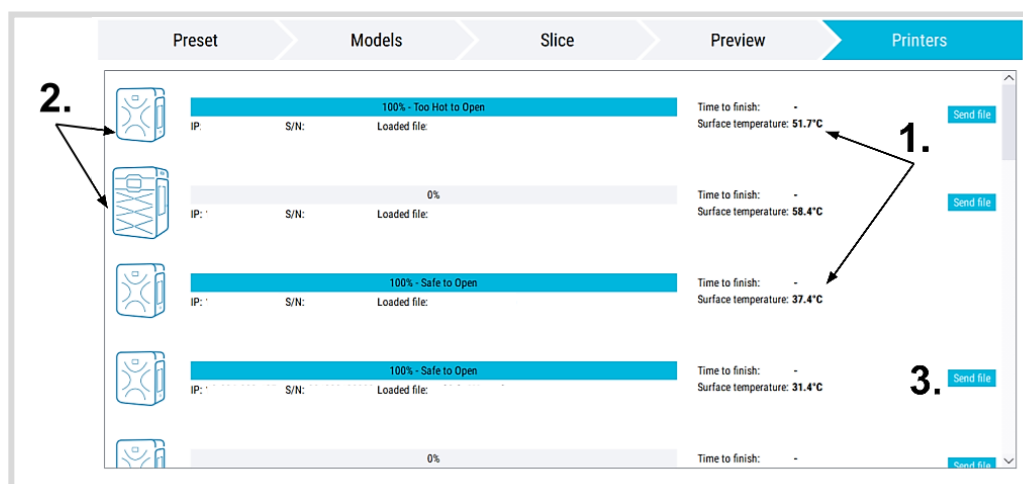 Preset Models Slice Preview Printers
2.
100% - Too Hot to Open
Time to finish: -
Send file
IP: S/N: Loaded file:
Surface temperature: 51.7°C
1.
0%
Time to finish: -
Send file
IP: ' S/N: Loaded file:
Surface temperature: 58.4°C
100% - Safe to Open
Time to finish: -
IP: ' S/N: Loaded file:
Surface temperature: 37.4°C
100% - Safe to Open
Time to finish: -
3.
Send file
IP: ' S/N: Loaded file:
Surface temperature: 31.4°C
0%
Time to finish: -
Send file